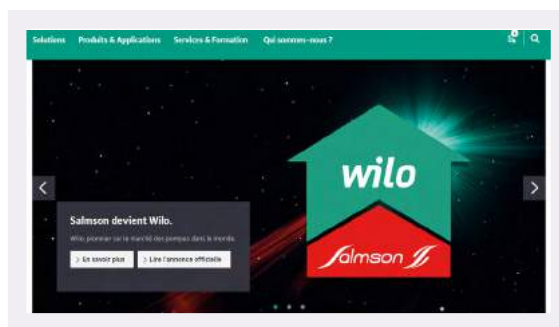 Solutions Produits & Applications Services & Formation Qui sommes-nous ?
wilo
Salmson
Salmson devient Wilo.
Wilo, pionnier sur le marché des pompes dans le monde.
> En savoir plus > Lire l'annonce officielle